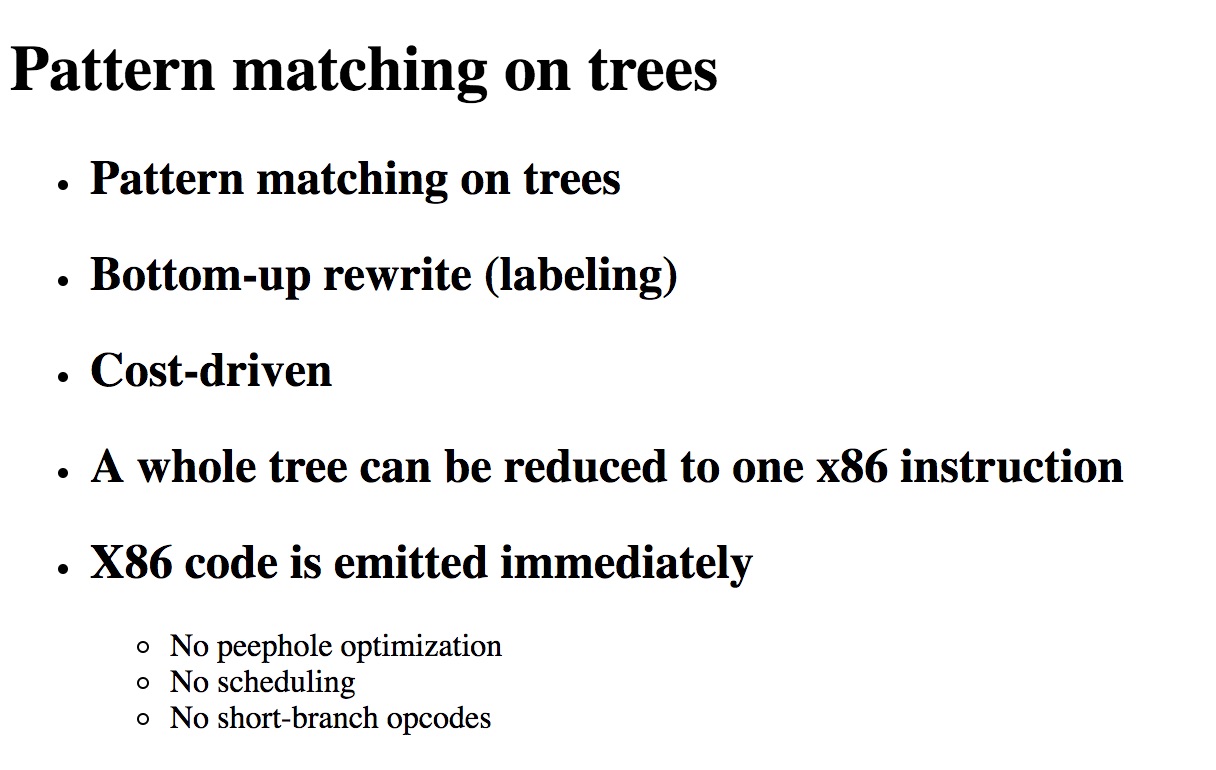 Pattern matching on trees
Pattern matching on trees
Bottom-up rewrite (labeling)
Cost-driven
A whole tree can be reduced to one x86 instruction
X86 code is emitted immediately
No peephole optimization
No scheduling
No short-branch opcodes